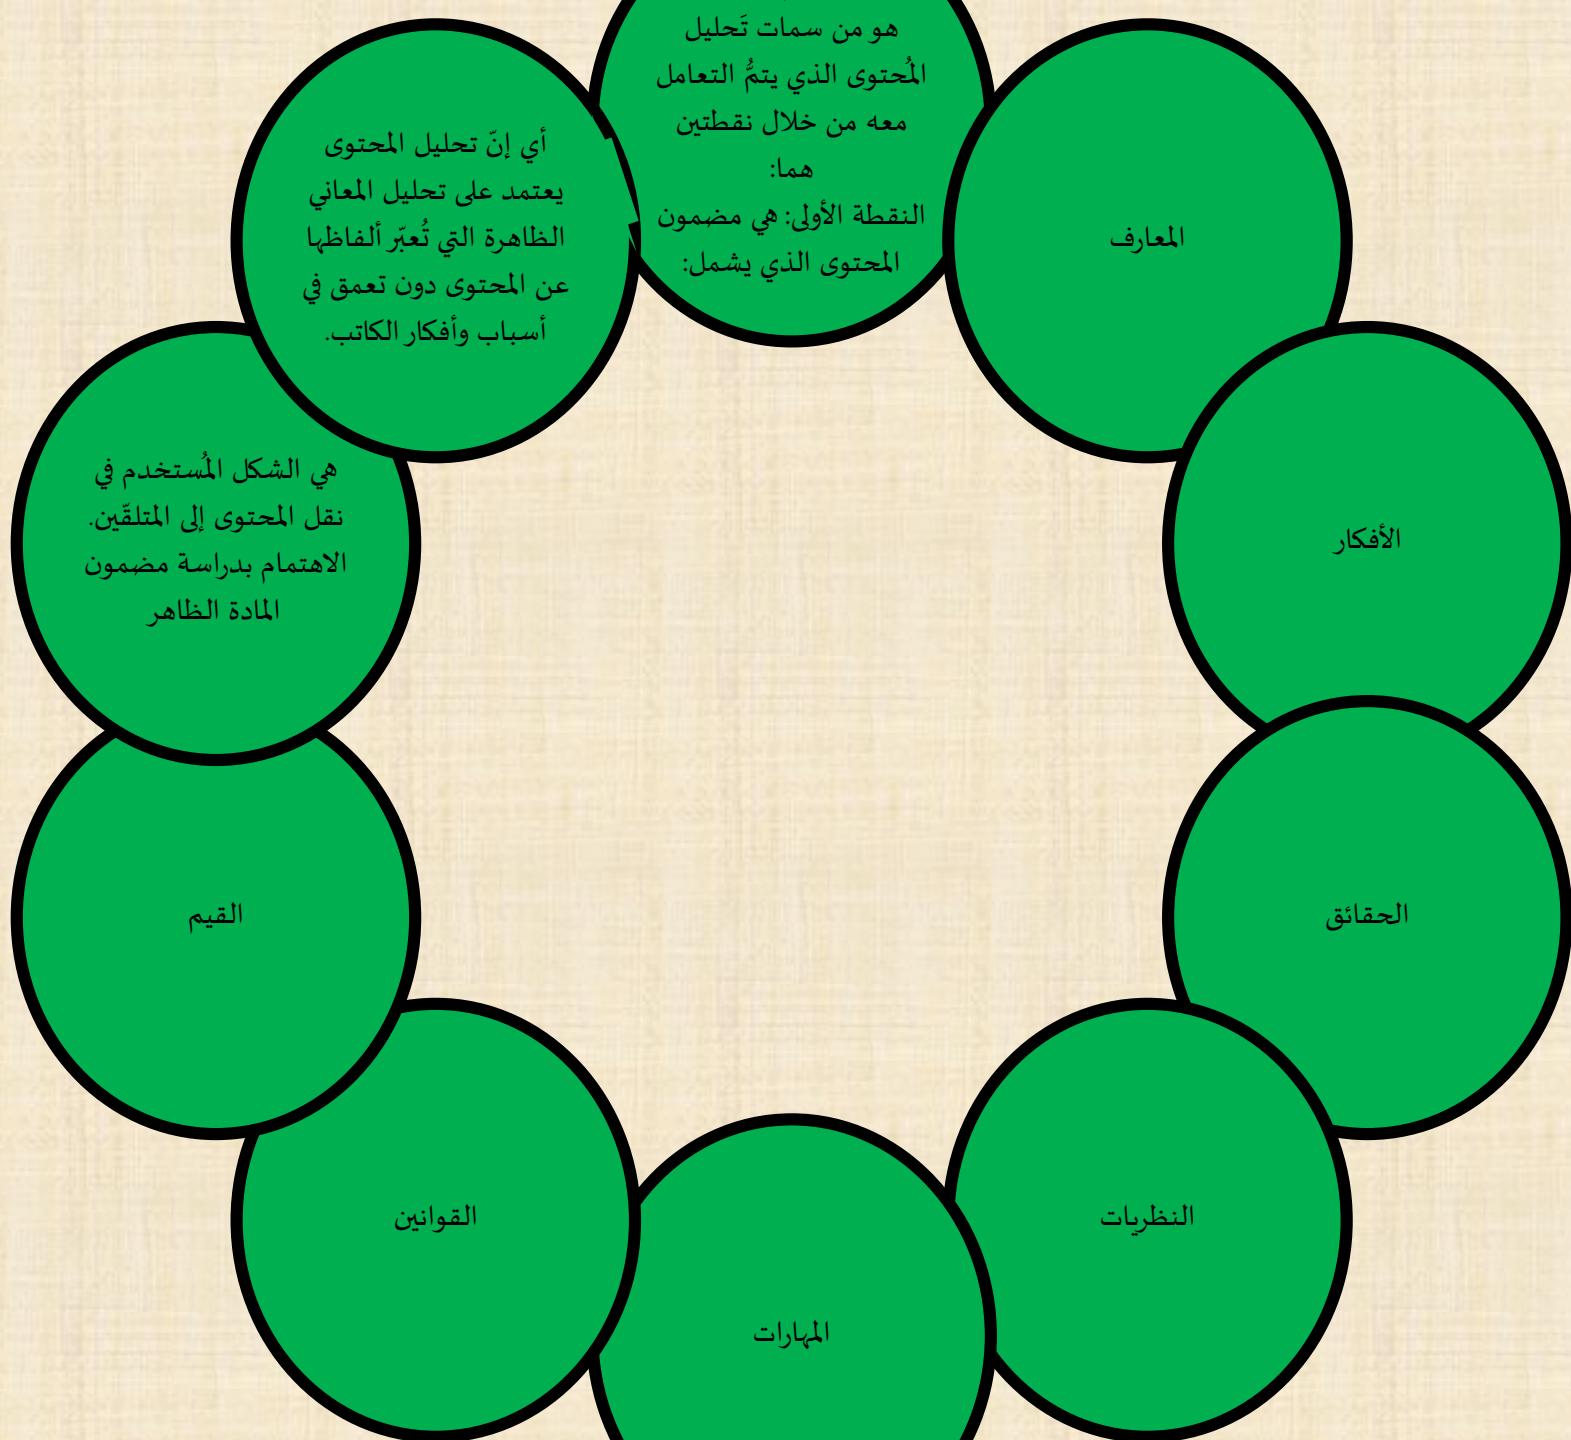 هو من سمات تَحليل
المُحتوى الذي يتمُّ التعامل
معه من خلال نقطتين
هما:
النقطة الأولى: هي مضمون
المحتوى الذي يشمل:
المعارف
الأفكار
الحقائق
النظريات
المهارات
القوانين
القيم
هي الشكل المُستخدم في
نقل المحتوى إلى المتلقّين.
الاهتمام بدراسة مضمون
المادة الظاهر
أي إنّ تحليل المحتوى
يعتمد على تحليل المعاني
الظاهرة التي تُعبّر ألفاظها
عن المحتوى دون تعمق في
أسباب وأفكار الكاتب.